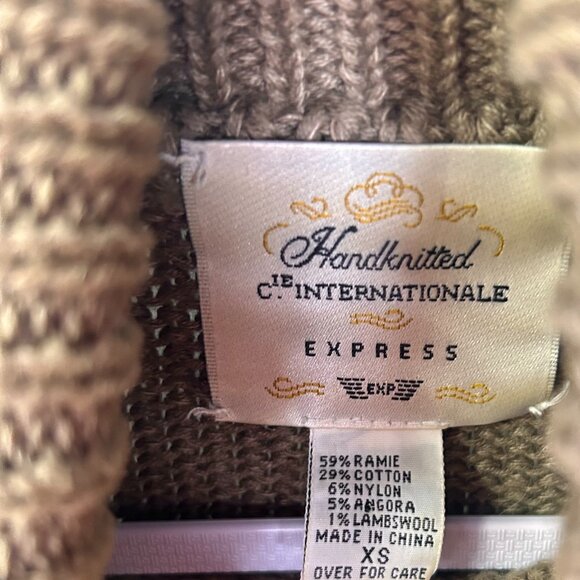 Handknitted
CIE. INTERNATIONALE
EXPRESS
EXP
59% RAMIE
29% COTTON
6% NYLON
5% ANGORA
1% LAMBSWOOL
MADE IN CHINA
XS
OVER FOR CARE